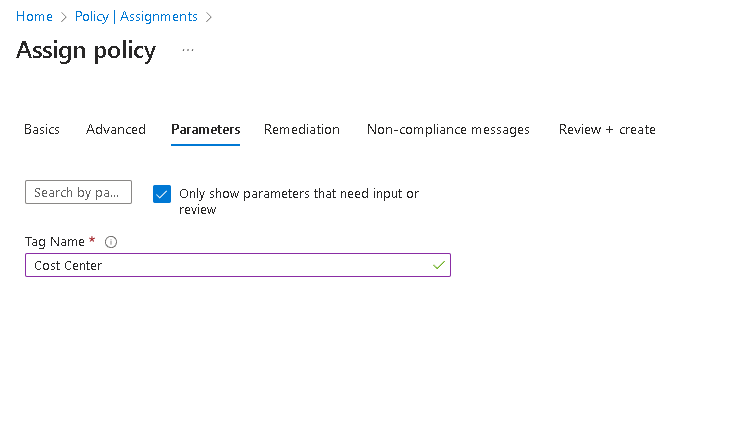 Home > Policy | Assignments >
Assign policy ...
Basics Advanced Parameters Remediation Non-compliance messages Review + create
Search by pa... Only show parameters that need input or
review
Tag Name *
Cost Center